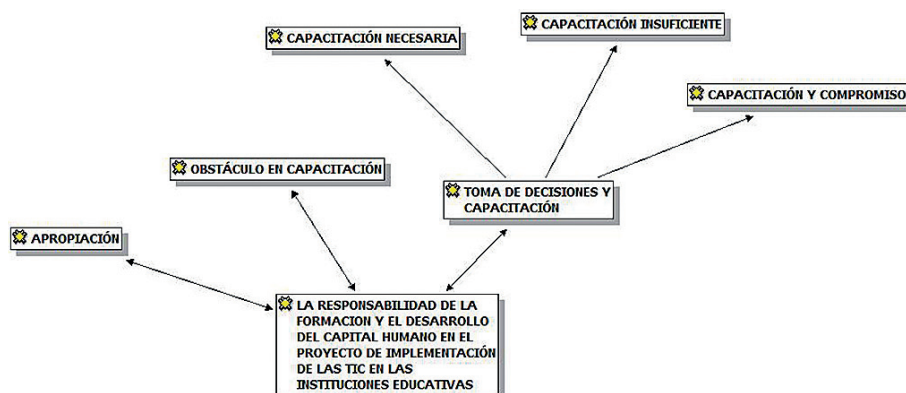 CAPACITACIÓN INSUFICIENTE
CAPACITACIÓN NECESARIA
CAPACITACIÓN Y COMPROMISO
OBSTÁCULO EN CAPACITACIÓN
TOMA DE DECISIONES Y
CAPACITACIÓN
APROPIACIÓN
LA RESPONSABILIDAD DE LA
FORMACION Y EL DESARROLLO
DEL CAPITAL HUMANO EN EL
PROYECTO DE IMPLEMENTACIÓN
DE LAS TIC EN LAS
INSTITUCIONES EDUCATIVAS